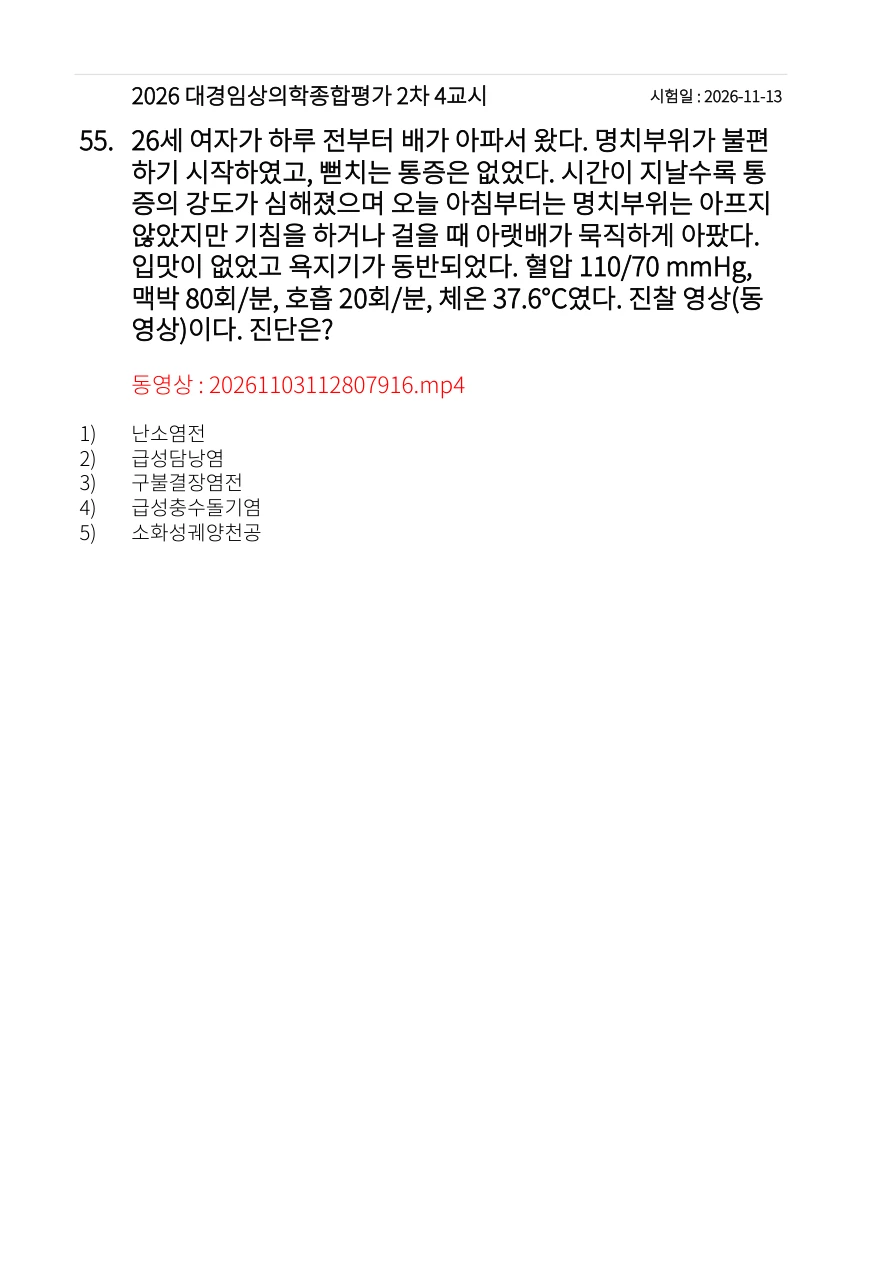 2026 대경임상의학종합평가 2차 4교시
시험일 : 2026-11-13
55. 26세 여자가 하루 전부터 배가 아파서 왔다. 명치부위가 불편
하기 시작하였고, 뻗치는 통증은 없었다. 시간이 지날수록 통
증의 강도가 심해졌으며 오늘 아침부터는 명치부위는 아프지
않았지만 기침을 하거나 걸을 때 아랫배가 묵직하게 아팠다.
입맛이 없었고 욕지기가 동반되었다. 혈압 110/70 mmHg,
맥박 80회/분, 호흡 20회/분, 체온 37.6°C였다. 진찰 영상(동
영상)이다. 진단은?
동영상 : 20261103112807916.mp4
1) 난소염전
2) 급성담낭염
3) 구불결장염전
4) 급성충수돌기염
5) 소화성궤양천공